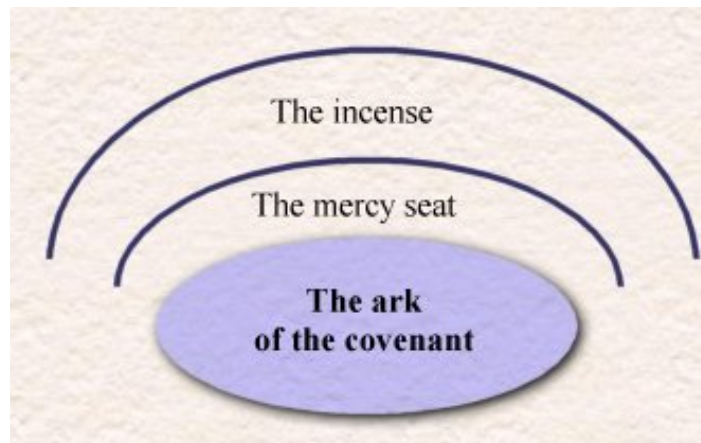 The incense
The mercy seat
The ark
of the covenant